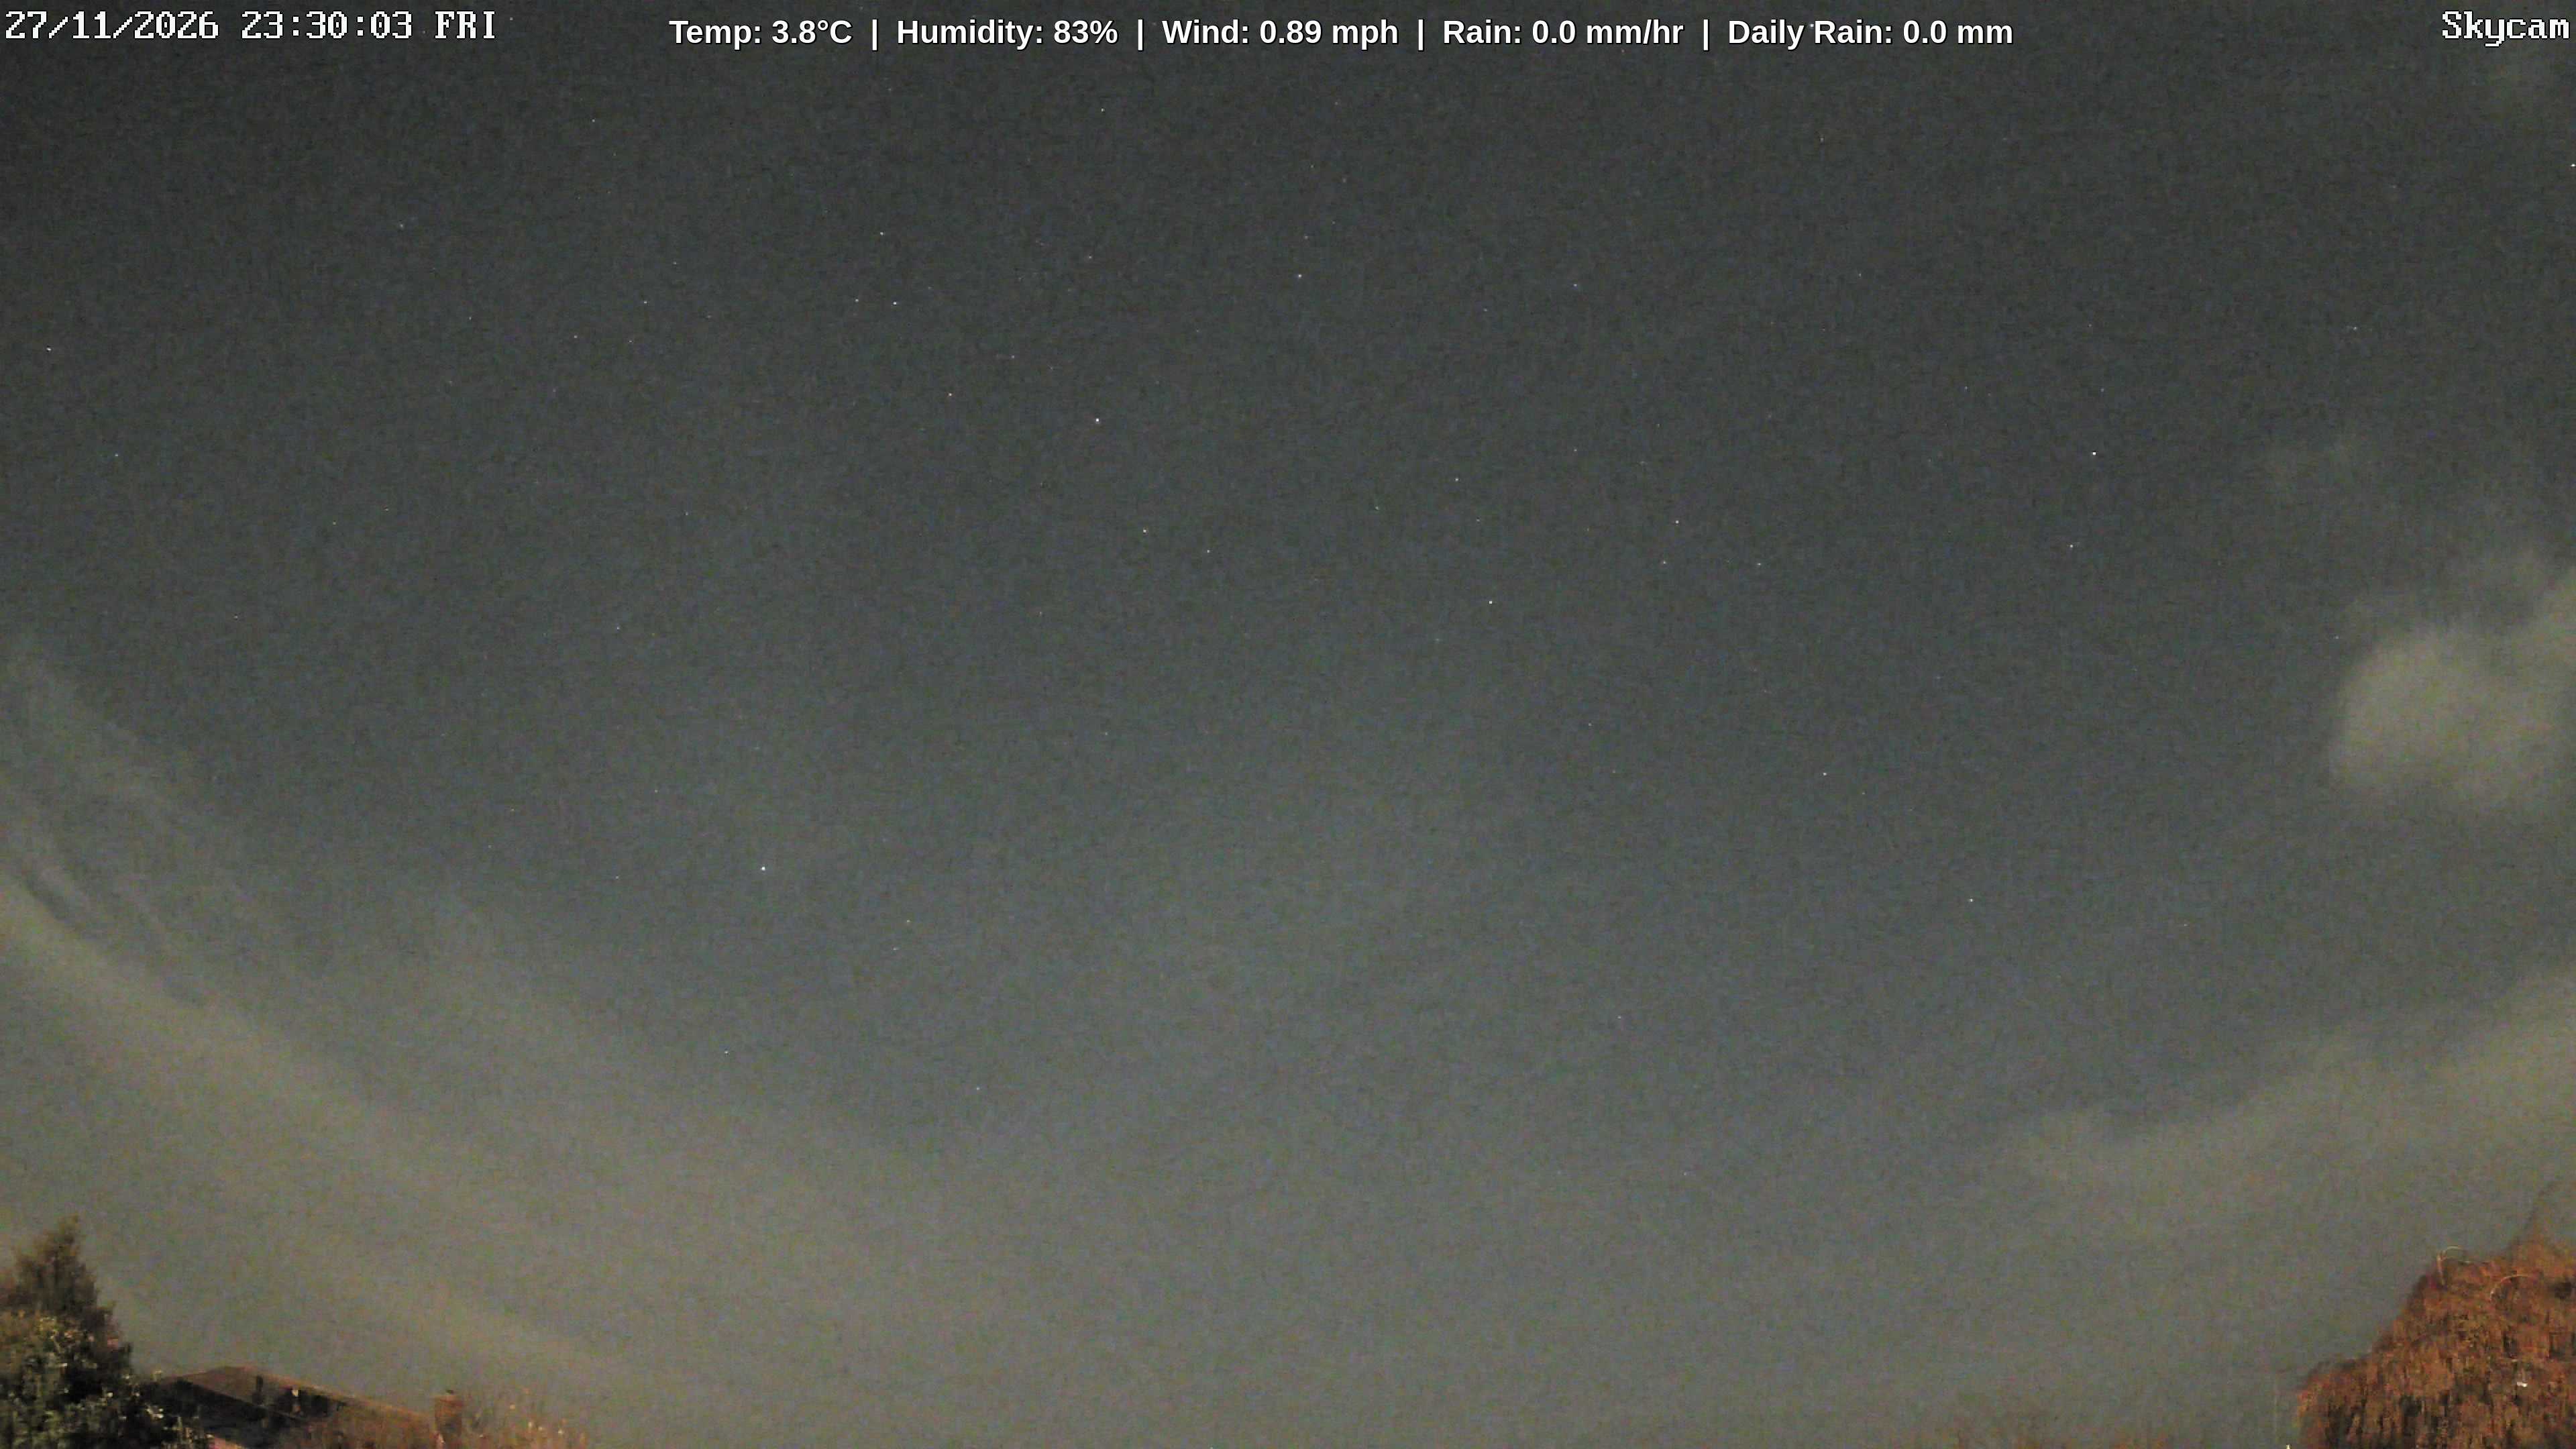 27/11/2026 23:30:03 FRI
Temp: 3.8°C | Humidity: 83% | Wind: 0.89 mph | Rain: 0.0 mm/hr | Daily Rain: 0.0 mm
Skycam